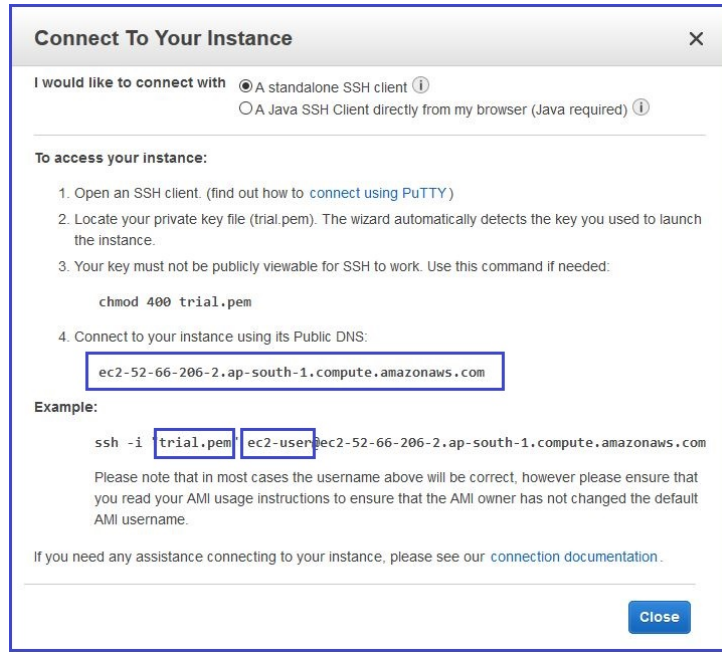 Connect To Your Instance ×
I would like to connect with A standalone SSH client i
A Java SSH Client directly from my browser (Java required) i
To access your instance:
1. Open an SSH client. (find out how to connect using PuTTY)
2. Locate your private key file (trial.pem). The wizard automatically detects the key you used to launch
the instance.
3. Your key must not be publicly viewable for SSH to work. Use this command if needed:
chmod 400 trial.pem
4. Connect to your instance using its Public DNS:
ec2-52-66-206-2.ap-south-1.compute.amazonaws.com
Example:
ssh -i "trial.pem" ec2-user@ec2-52-66-206-2.ap-south-1.compute.amazonaws.com
Please note that in most cases the username above will be correct, however please ensure that
you read your AMI usage instructions to ensure that the AMI owner has not changed the default
AMI username.
If you need any assistance connecting to your instance, please see our connection documentation.
Close